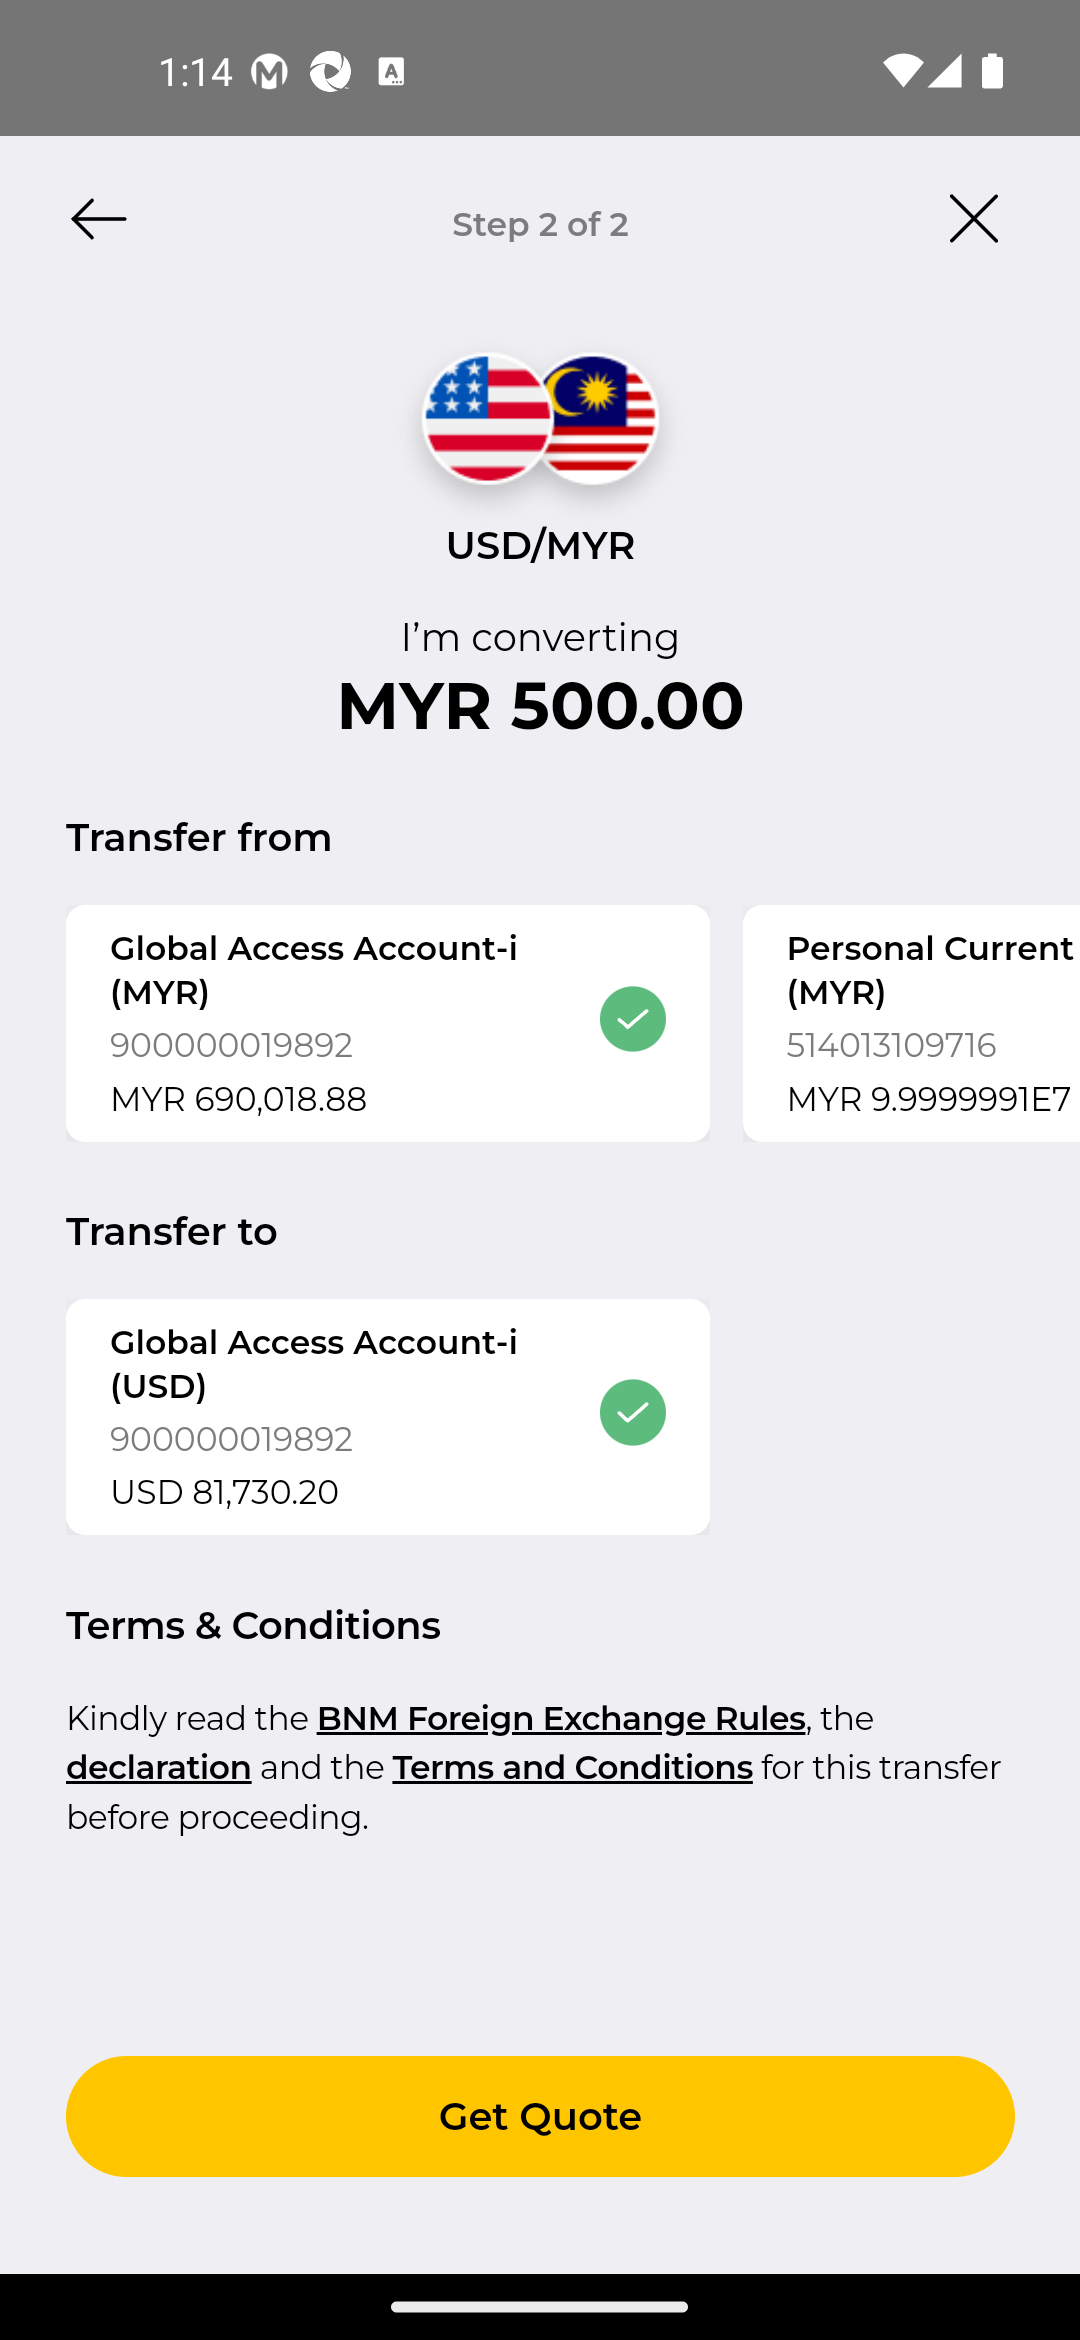 1:14
Step 2 of 2
USD/MYR
I’m converting
MYR 500.00
Transfer from
Global Access Account-i
(MYR)
900000019892
MYR 690,018.88
Personal Current
(MYR)
514013109716
MYR 9.9999991E7
Transfer to
Global Access Account-i
(USD)
900000019892
USD 81,730.20
Terms & Conditions
Kindly read the BNM Foreign Exchange Rules, the
declaration and the Terms and Conditions for this transfer
before proceeding.
Get Quote